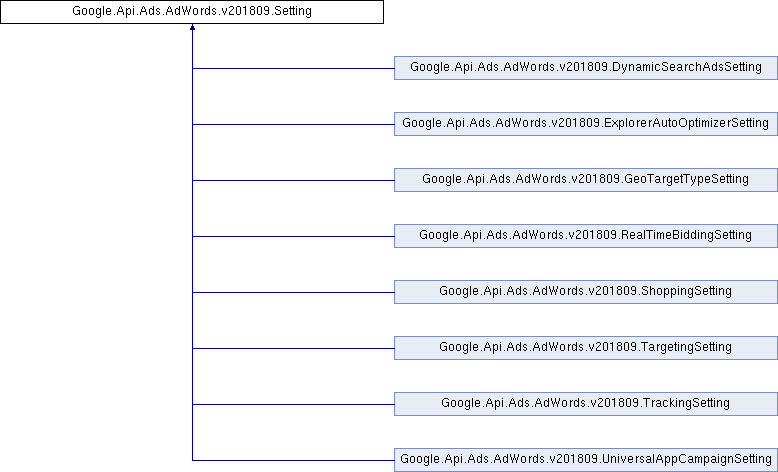 Google.Api.Ads.AdWords.v201809.Setting
Google.Api.Ads.AdWords.v201809.DynamicSearchAdsSetting
Google.Api.Ads.AdWords.v201809.ExplorerAutoOptimizerSetting
Google.Api.Ads.AdWords.v201809.GeoTargetTypeSetting
Google.Api.Ads.AdWords.v201809.RealTimeBiddingSetting
Google.Api.Ads.AdWords.v201809.ShoppingSetting
Google.Api.Ads.AdWords.v201809.TargetingSetting
Google.Api.Ads.AdWords.v201809.TrackingSetting
Google.Api.Ads.AdWords.v201809.UniversalAppCampaignSetting